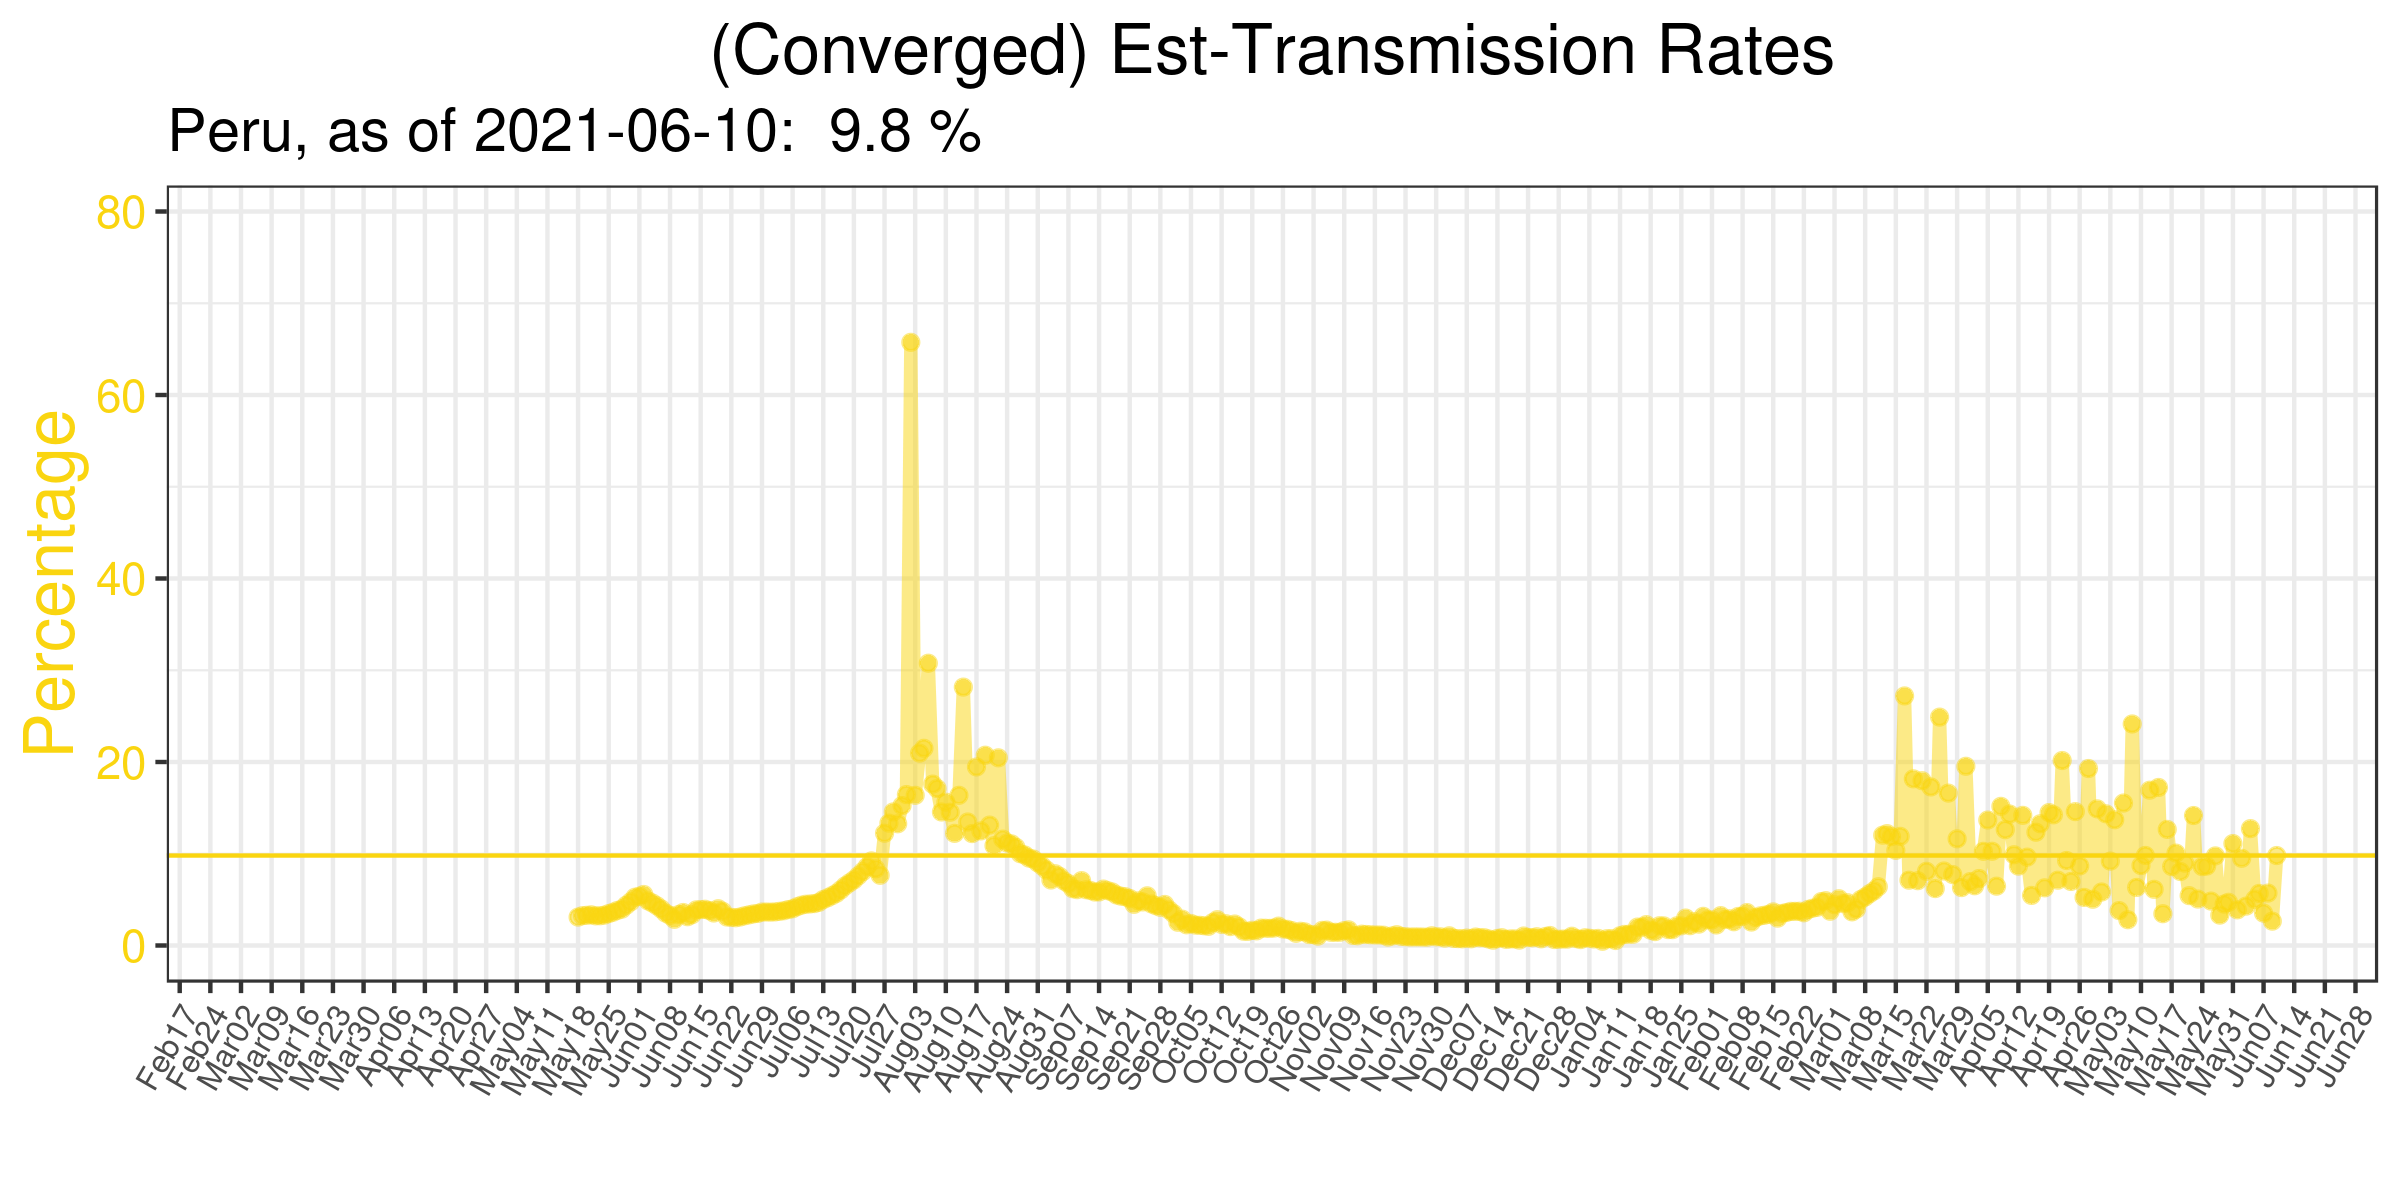 (Converged) Est-Transmission Rates
Peru, as of 2021-06-10:  9.8 %
Percentage
80
60
40
20
0
Feb17
Feb24
Mar02
Mar09
Mar16
Mar23
Mar30
Apr06
Apr13
Apr20
Apr27
May04
May11
May18
May25
Jun01
Jun08
Jun15
Jun22
Jun29
Jul06
Jul13
Jul20
Jul27
Aug03
Aug10
Aug17
Aug24
Aug31
Sep07
Sep14
Sep21
Sep28
Oct05
Oct12
Oct19
Oct26
Nov02
Nov09
Nov16
Nov23
Nov30
Dec07
Dec14
Dec21
Dec28
Jan04
Jan11
Jan18
Jan25
Feb01
Feb08
Feb15
Feb22
Mar01
Mar08
Mar15
Mar22
Mar29
Apr05
Apr12
Apr19
Apr26
May03
May10
May17
May24
May31
Jun07
Jun14
Jun21
Jun28